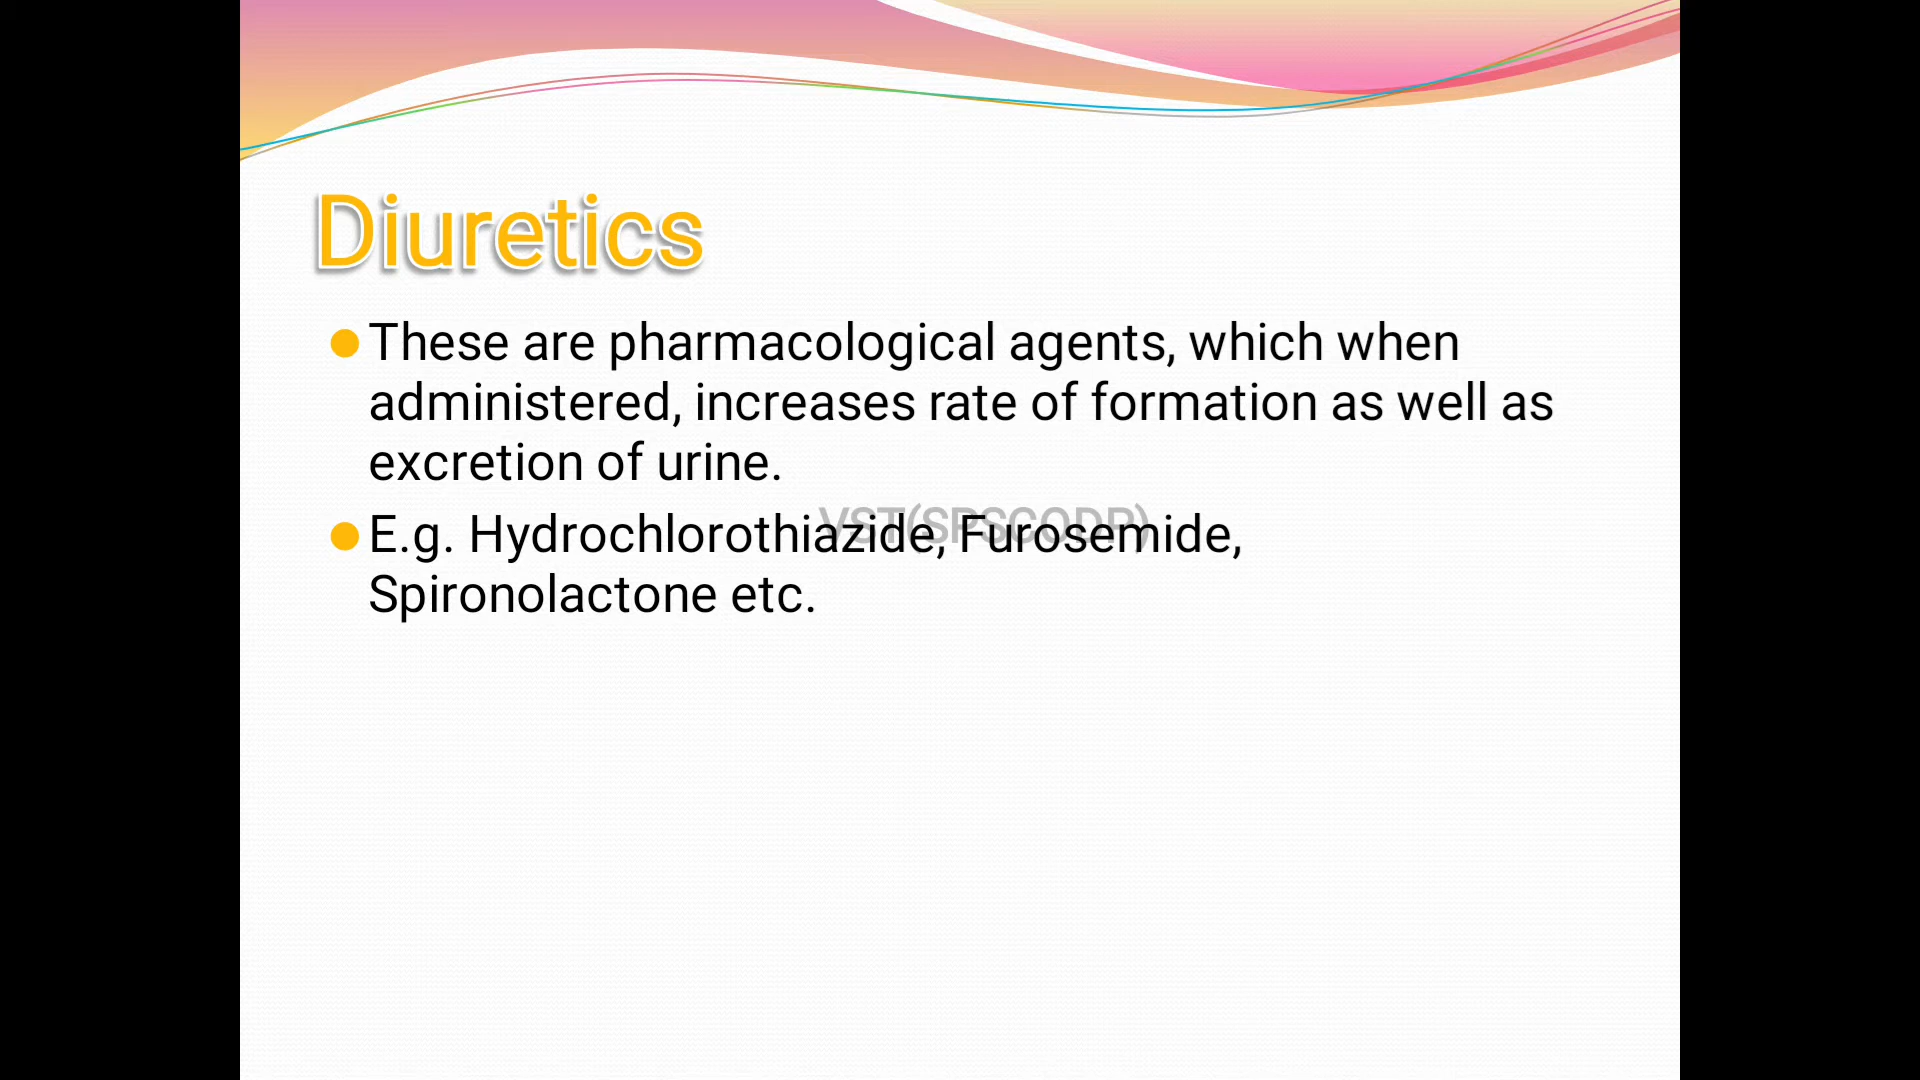 Diuretics
These are pharmacological agents, which when
administered, increases rate of formation as well as
excretion of urine.
VST(SPSCODP)
E.g. Hydrochlorothiazide, Furosemide,
Spironolactone etc.